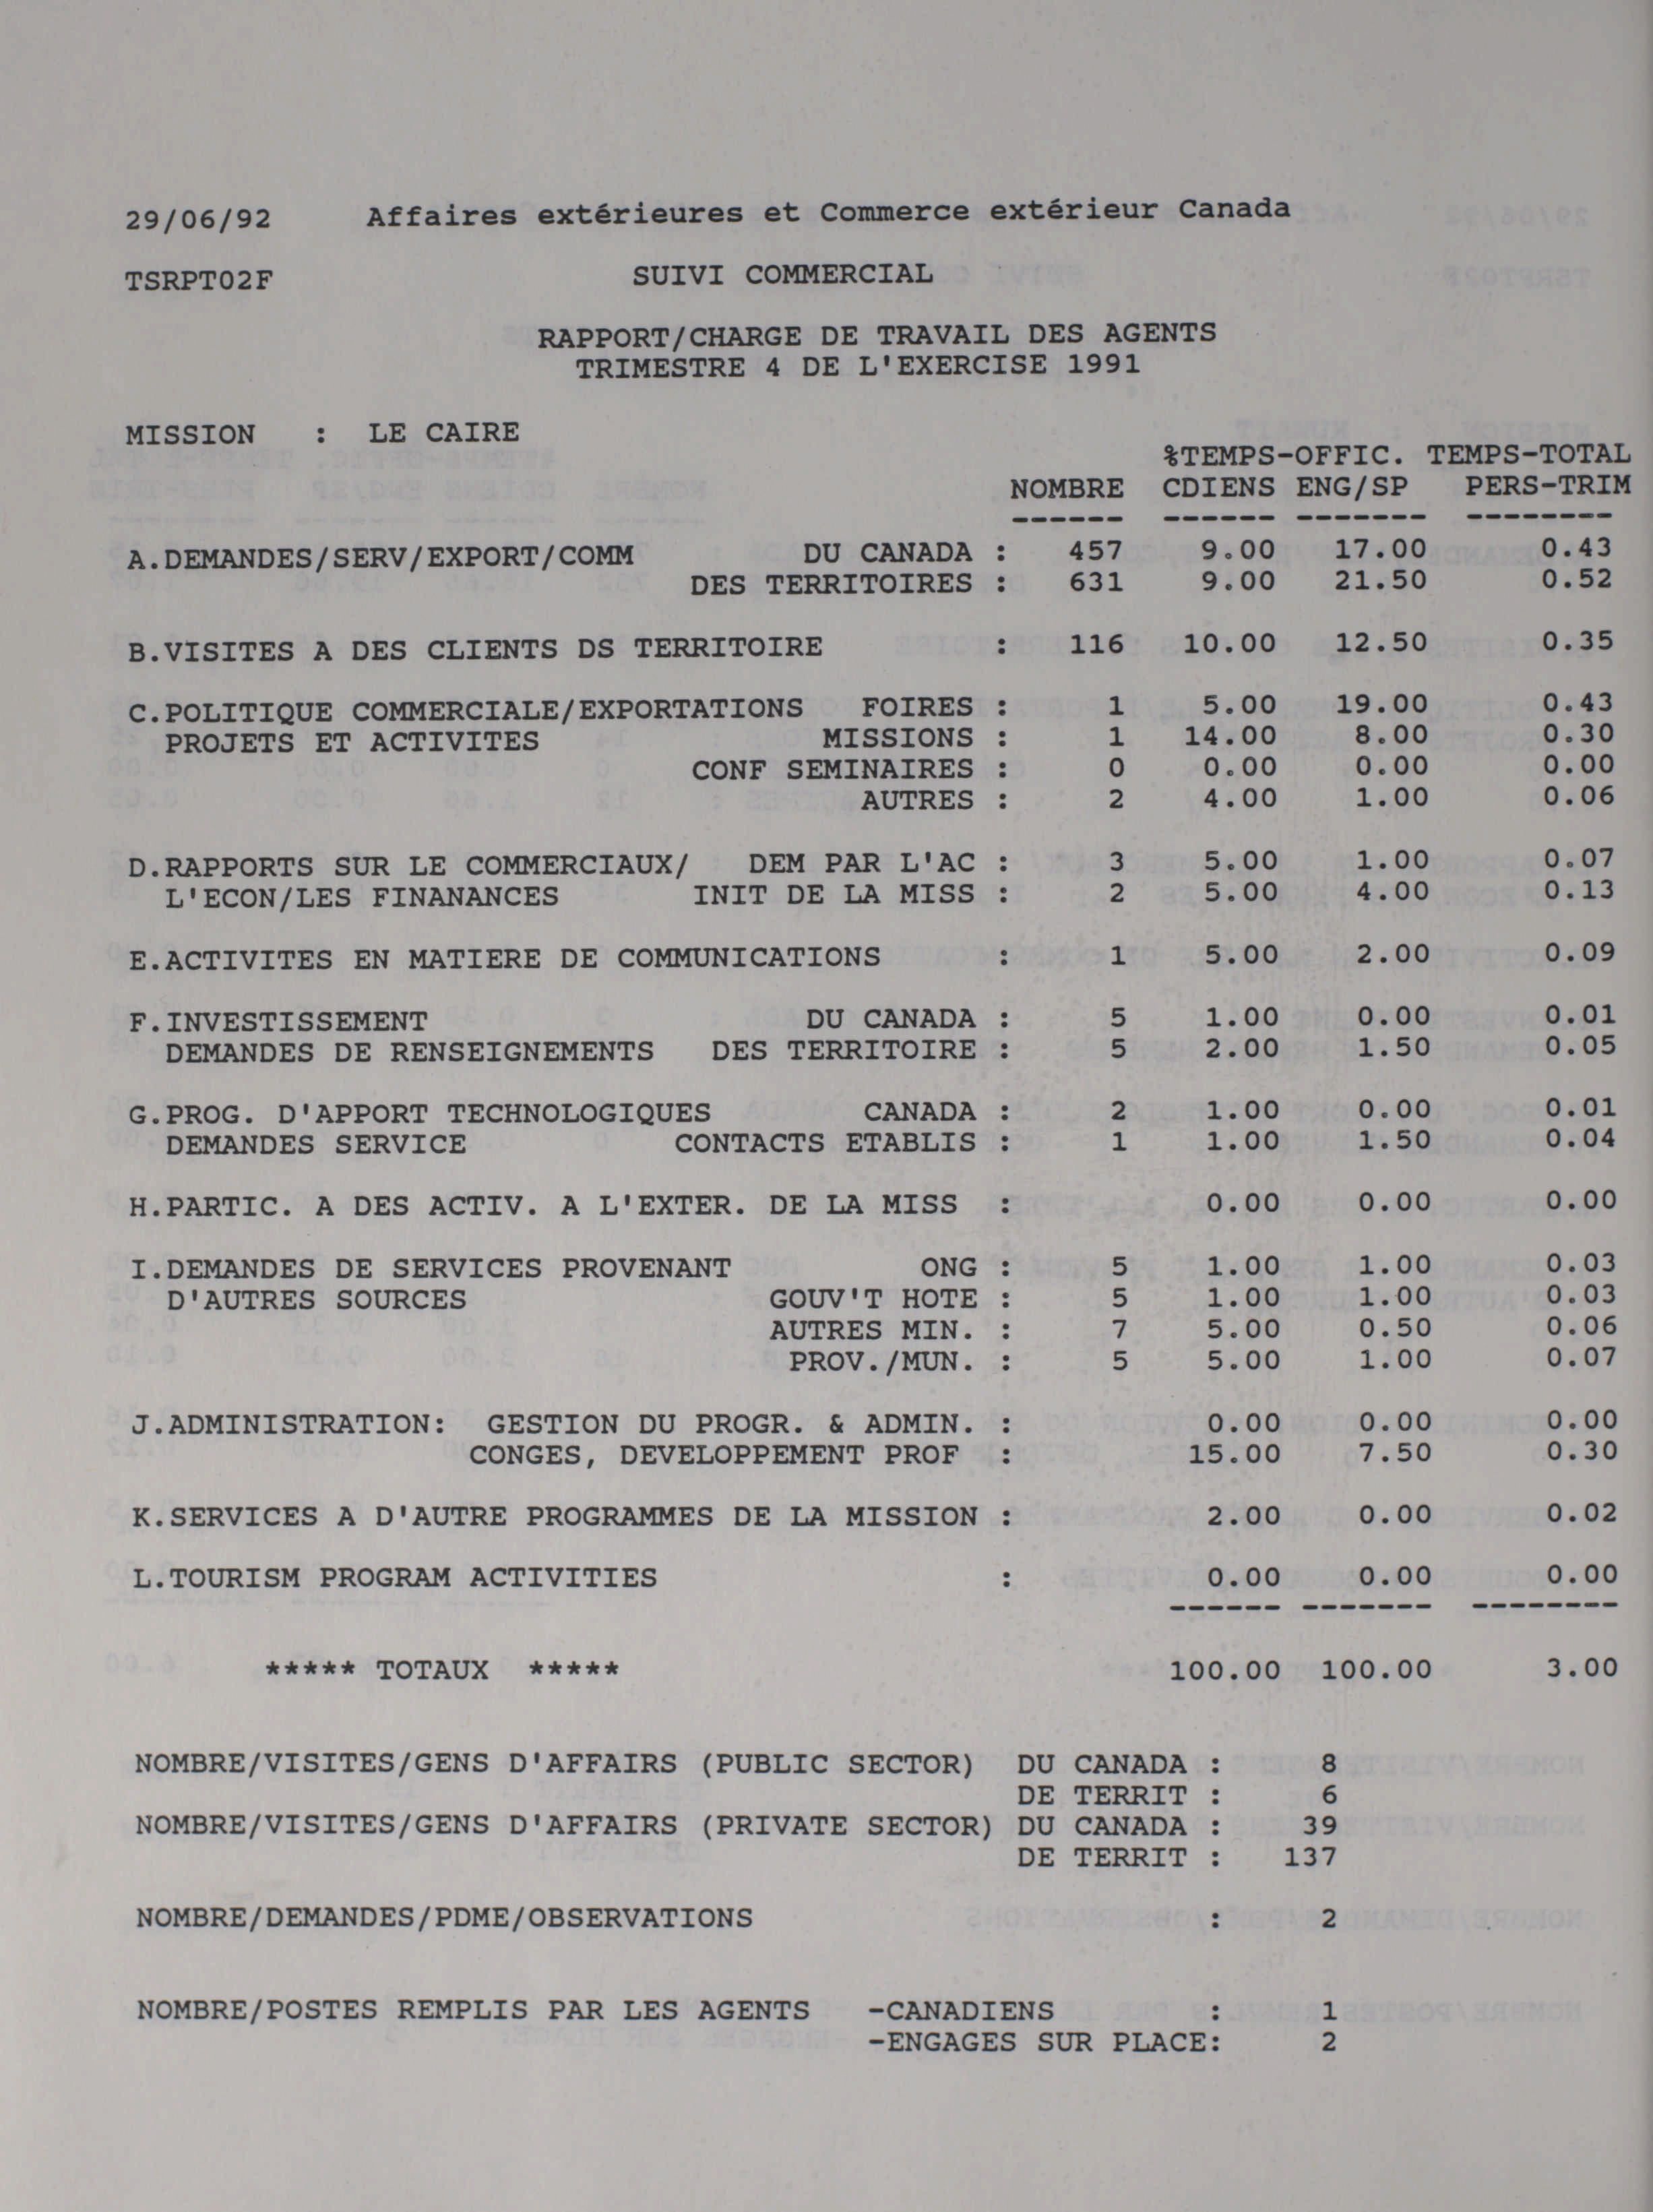 29/06/92 Affaires extérieures et Commerce extérieur Canada
TSRPT02F SUIVI COMMERCIAL
RAPPORT/CHARGE DE TRAVAIL DES AGENTS
TRIMESTRE 4 DE L'EXERCISE 1991
MISSION : LE CAIRE
%TEMPS-OFFIC. TEMPS-TOTAL
NOMBRE CDIENS ENG/SP PERS-TRIM
------ ------ ------- --------
A.DEMANDES/SERV/EXPORT/COMM DU CANADA : 457 9.00 17.00 0.43
DES TERRITOIRES : 631 9.00 21.50 0.52
B.VISITES A DES CLIENTS DS TERRITOIRE : 116 10.00 12.50 0.35
C.POLITIQUE COMMERCIALE/EXPORTATIONS FOIRES : 1 5.00 19.00 0.43
PROJETS ET ACTIVITES MISSIONS : 1 14.00 8.00 0.30
CONF SEMINAIRES : 0 0.00 0.00 0.00
AUTRES : 2 4.00 1.00 0.06
D.RAPPORTS SUR LE COMMERCIAUX/ DEM PAR L'AC : 3 5.00 1.00 0.07
L'ECON/LES FINANANCES INIT DE LA MISS : 2 5.00 4.00 0.13
E.ACTIVITES EN MATIERE DE COMMUNICATIONS : 1 5.00 2.00 0.09
F.INVESTISSEMENT DU CANADA : 5 1.00 0.00 0.01
DEMANDES DE RENSEIGNEMENTS DES TERRITOIRE : 5 2.00 1.50 0.05
G.PROG. D'APPORT TECHNOLOGIQUES CANADA : 2 1.00 0.00 0.01
DEMANDES SERVICE CONTACTS ETABLIS : 1 1.00 1.50 0.04
H.PARTIC. A DES ACTIV. A L'EXTER. DE LA MISS : 0.00 0.00 0.00
I.DEMANDES DE SERVICES PROVENANT ONG : 5 1.00 1.00 0.03
D'AUTRES SOURCES GOUV'T HOTE : 5 1.00 1.00 0.03
AUTRES MIN. : 7 5.00 0.50 0.06
PROV./MUN. : 5 5.00 1.00 0.07
J.ADMINISTRATION: GESTION DU PROGR. & ADMIN. : 0.00 0.00 0.00
CONGES, DEVELOPPEMENT PROF : 15.00 7.50 0.30
K.SERVICES A D'AUTRE PROGRAMMES DE LA MISSION : 2.00 0.00 0.02
L.TOURISM PROGRAM ACTIVITIES : 0.00 0.00 0.00
------ ------- --------
***** TOTAUX ***** 100.00 100.00 3.00
NOMBRE/VISITES/GENS D'AFFAIRS (PUBLIC SECTOR) DU CANADA : 8
DE TERRIT : 6
NOMBRE/VISITES/GENS D'AFFAIRS (PRIVATE SECTOR) DU CANADA : 39
DE TERRIT : 137
NOMBRE/DEMANDES/PDME/OBSERVATIONS : 2
NOMBRE/POSTES REMPLIS PAR LES AGENTS -CANADIENS : 1
-ENGAGES SUR PLACE: 2